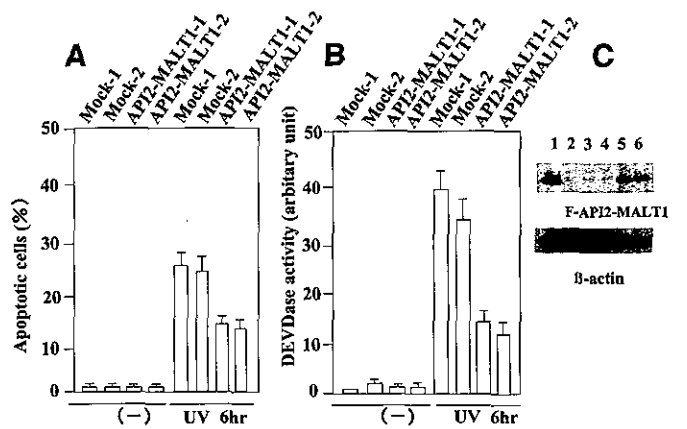 A
Mock-1
Mock-2
API2-MALT1-1
API2-MALT1-2
Mock-1
Mock-2
API2-MALT1-1
API2-MALT1-2
50
40
30
20
10
0
Apoptotic cells (%)
(−)
UV 6hr
B
Mock-1
Mock-2
API2-MALT1-1
API2-MALT1-2
Mock-1
Mock-2
API2-MALT1-1
API2-MALT1-2
50
40
30
20
10
0
DEVDase activity (arbitary unit)
(−)
UV 6hr
C
1 2 3 4 5 6
F-API2-MALT1
ß-actin